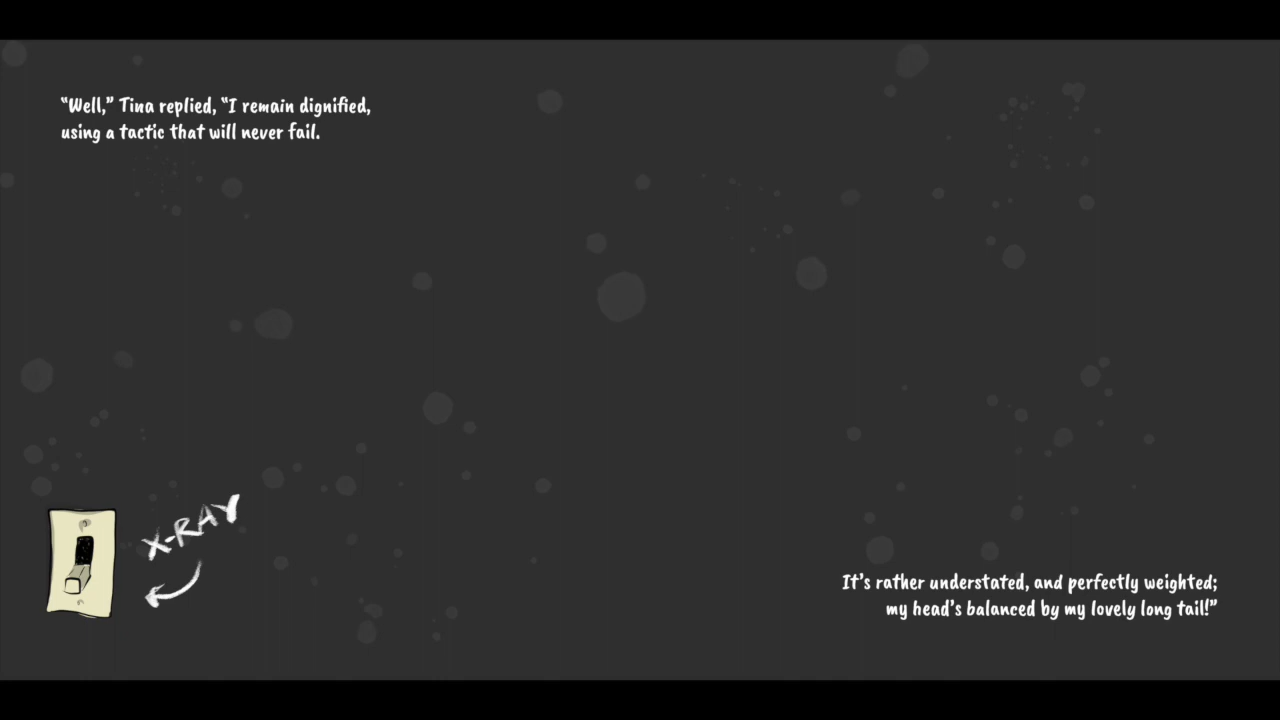 “Well,” Tina replied, “I remain dignified,
using a tactic that will never fail.
X-RAY
It’s rather understated, and perfectly weighted;
my head’s balanced by my lovely long tail!”